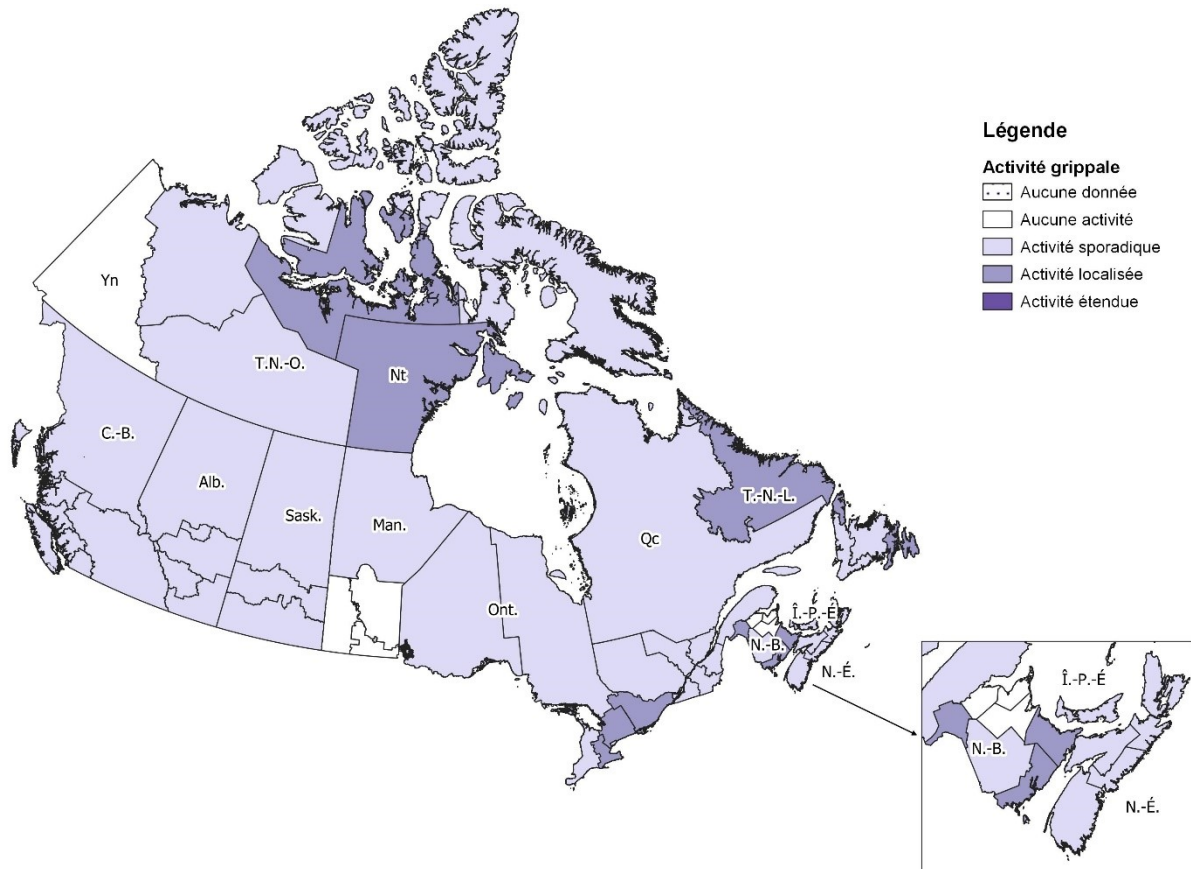 Légende
Activité grippale
Aucune donnée
Aucune activité
Activité sporadique
Activité localisée
Activité étendue
Yn
T.N.-O.
Nt
C.-B.
Alb.
Sask.
Man.
Ont.
Qc
T.-N.-L.
Î.-P.-É
N.-B.
N.-É.
Î.-P.-É
N.-B.
N.-É.